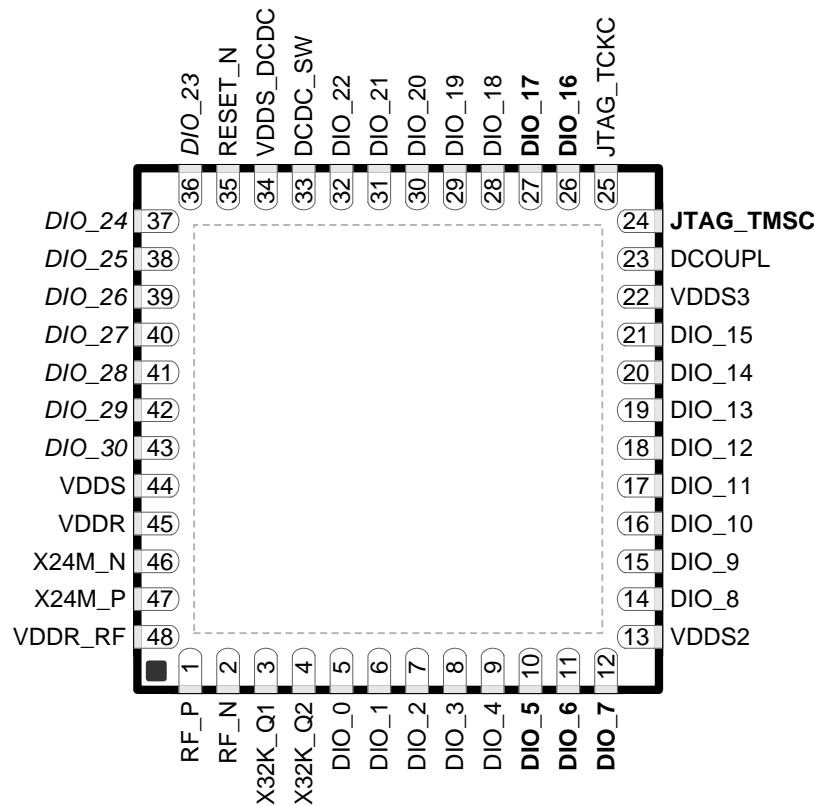 DIO_23
RESET_N
VDDS_DCDC
DCDC_SW
DIO_22
DIO_21
DIO_20
DIO_19
DIO_18
DIO_17
DIO_16
JTAG_TCKC
36 35 34 33 32 31 30 29 28 27 26 25
DIO_24 37
DIO_25 38
DIO_26 39
DIO_27 40
DIO_28 41
DIO_29 42
DIO_30 43
VDDS 44
VDDR 45
X24M_N 46
X24M_P 47
VDDR_RF 48
24 JTAG_TMSC
23 DCOUPL
22 VDDS3
21 DIO_15
20 DIO_14
19 DIO_13
18 DIO_12
17 DIO_11
16 DIO_10
15 DIO_9
14 DIO_8
13 VDDS2
1 2 3 4 5 6 7 8 9 10 11 12
RF_P
RF_N
X32K_Q1
X32K_Q2
DIO_0
DIO_1
DIO_2
DIO_3
DIO_4
DIO_5
DIO_6
DIO_7